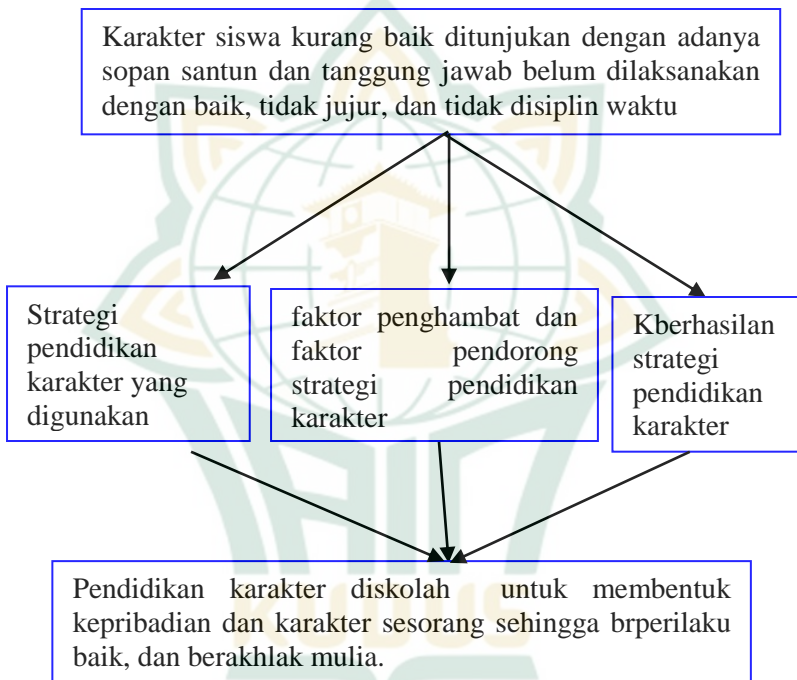 Karakter siswa kurang baik ditunjukan dengan adanya
sopan santun dan tanggung jawab belum dilaksanakan
dengan baik, tidak jujur, dan tidak disiplin waktu
Strategi
pendidikan
karakter yang
digunakan
faktor penghambat dan
faktor pendorong
strategi pendidikan
karakter
Kberhasilan
strategi
pendidikan
karakter
Pendidikan karakter diskolah untuk membentuk
kepribadian dan karakter sesorang sehingga brperilaku
baik, dan berakhlak mulia.
IAIN
KUDUS